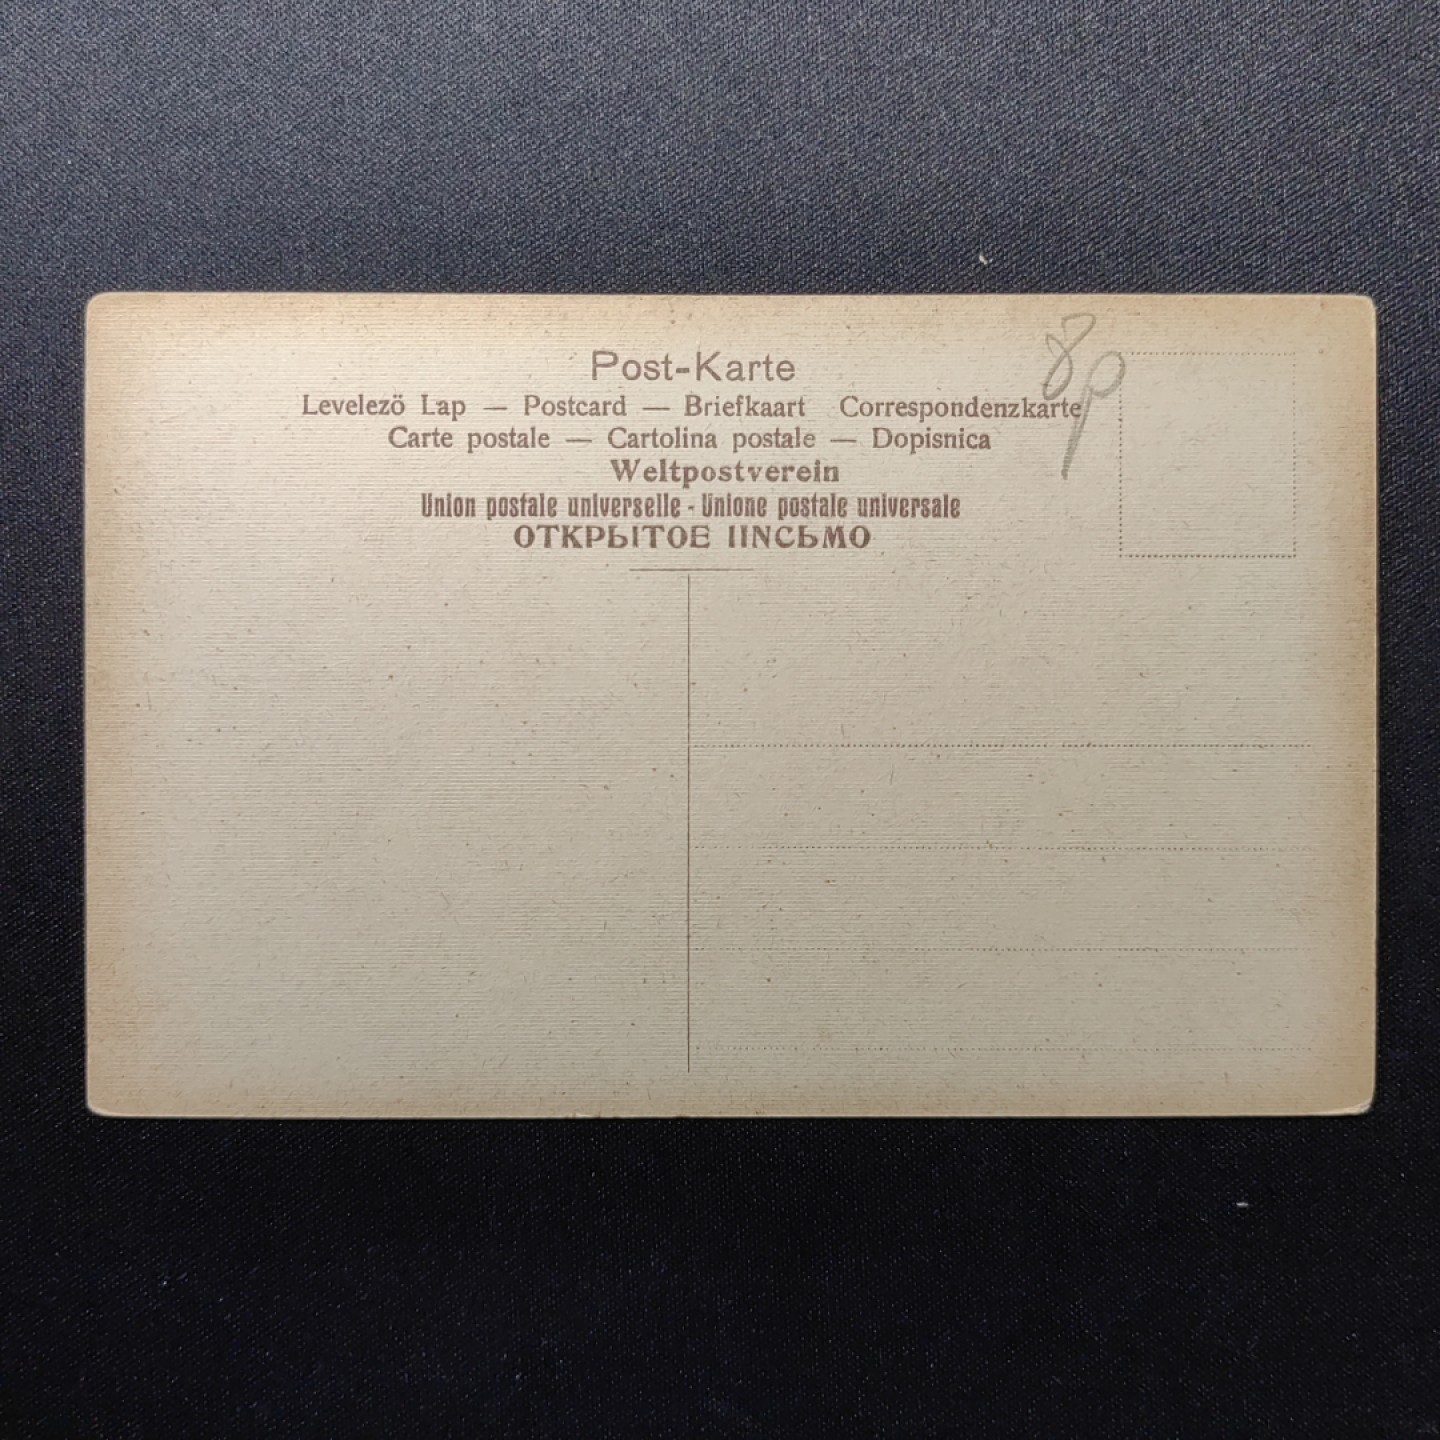 Post-Karte
Levelezö Lap — Postcard — Briefkaart Correspondenzkarte
Carte postale — Cartolina postale — Dopisnica
Weltpostverein
Union postale universelle - Unione postale universale
ОТКРЫТОЕ IINСЬМО
8p